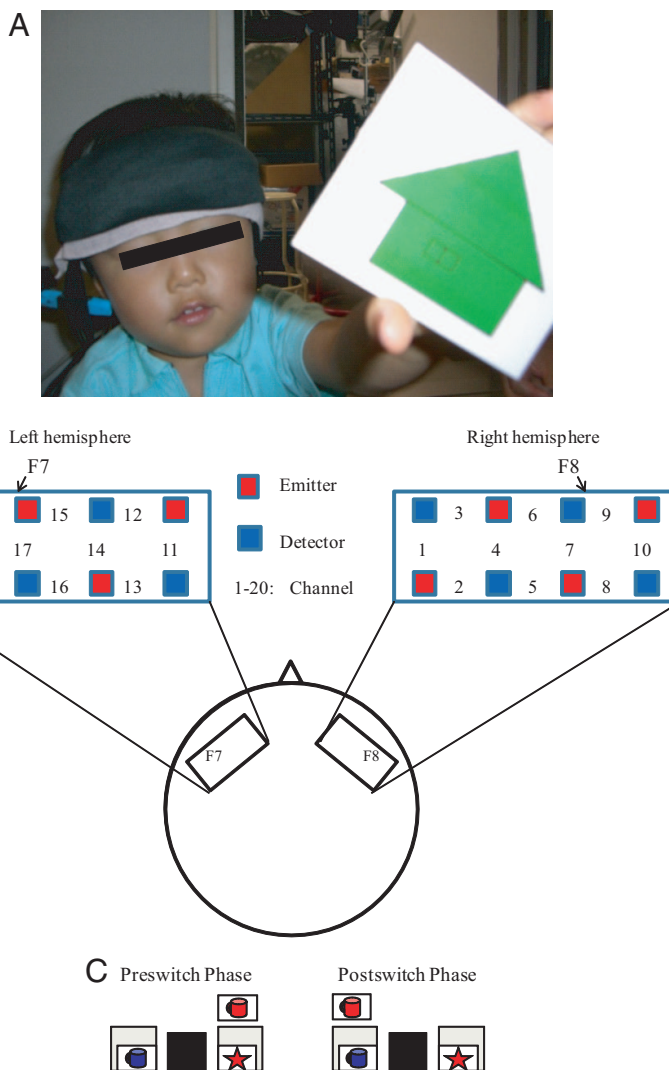 A
Left hemisphere
Right hemisphere
F7
F8
Emitter
Detector
1-20: Channel
15 12
17 14 11
16 13
3 6 9
1 4 7 10
2 5 8
F7
F8
C
Preswitch Phase
Postswitch Phase